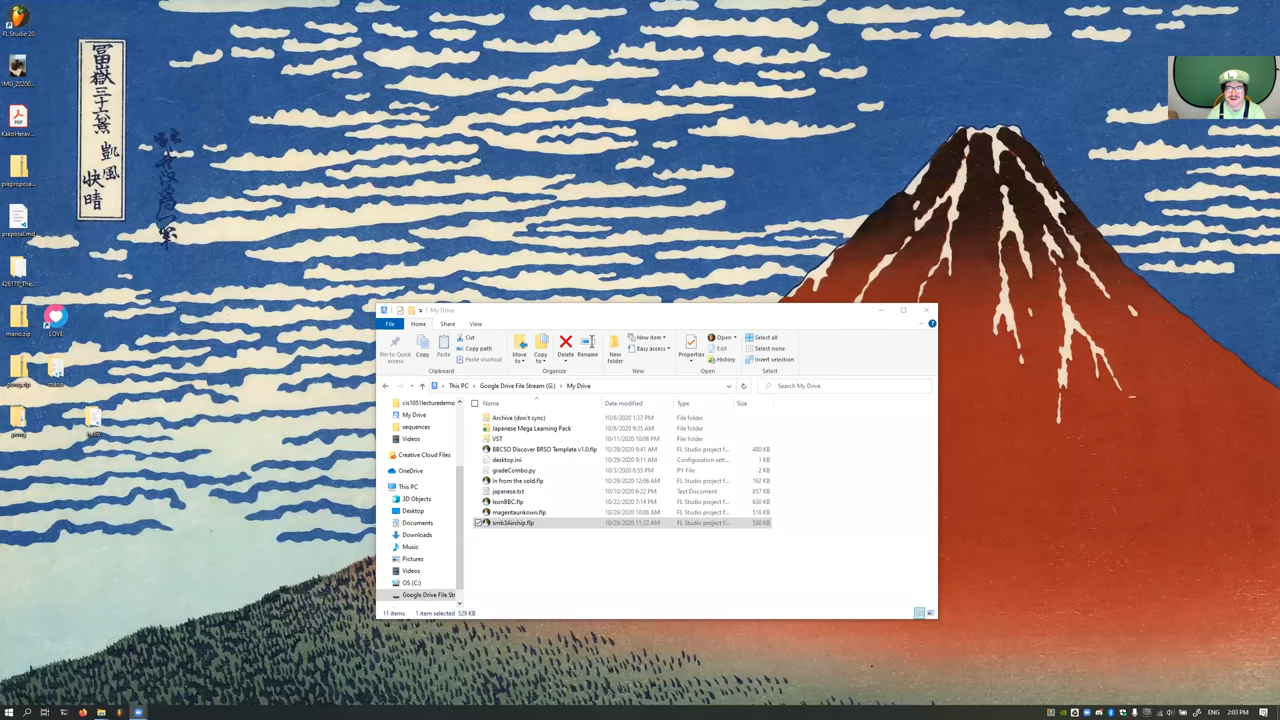 FL Studio 20
IMG_20200...
KakoHerav...
preproposa...
preposal.md
426178_The...
mano.zip
LOVE
pong.zip
mano
pong
冨嶽三十六景
凱風
快晴
L
My Drive
File
Home
Share
View
Pin to Quick access
Copy
Paste
Cut
Copy path
Paste shortcut
Clipboard
Move to
Copy to
Delete
Rename
Organize
New folder
New item
Easy access
New
Properties
Open
Edit
History
Open
Select all
Select none
Invert selection
Select
This PC > Google Drive File Stream (G:) > My Drive
Search My Drive
cis1051lecturedemo
My Drive
sequences
Videos
Creative Cloud Files
OneDrive
This PC
3D Objects
Desktop
Documents
Downloads
Music
Pictures
Videos
OS (C:)
Google Drive File Str
Name Date modified Type Size
Archive (don't sync) 10/6/2020 1:33 PM File folder
Japanese Mega Learning Pack 10/6/2020 9:35 AM File folder
VST 10/11/2020 10:08 PM File folder
BBCSO Discover BRSO Template v1.0.flp 10/29/2020 9:41 AM FL Studio project f... 480 KB
desktop.ini 10/29/2020 9:11 AM Configuration sett... 1 KB
gradeCombo.py 10/3/2020 6:55 PM PY File 2 KB
In from the cold.flp 10/29/2020 12:06 AM FL Studio project f... 162 KB
japanese.txt 10/10/2020 6:22 PM Text Document 857 KB
leonBBC.flp 10/22/2020 7:14 PM FL Studio project f... 630 KB
magentaunkown.flp 10/29/2020 10:08 AM FL Studio project f... 516 KB
smb3Airship.flp 10/29/2020 11:22 AM FL Studio project f... 530 KB
11 items 1 item selected 529 KB
ENG 2:03 PM